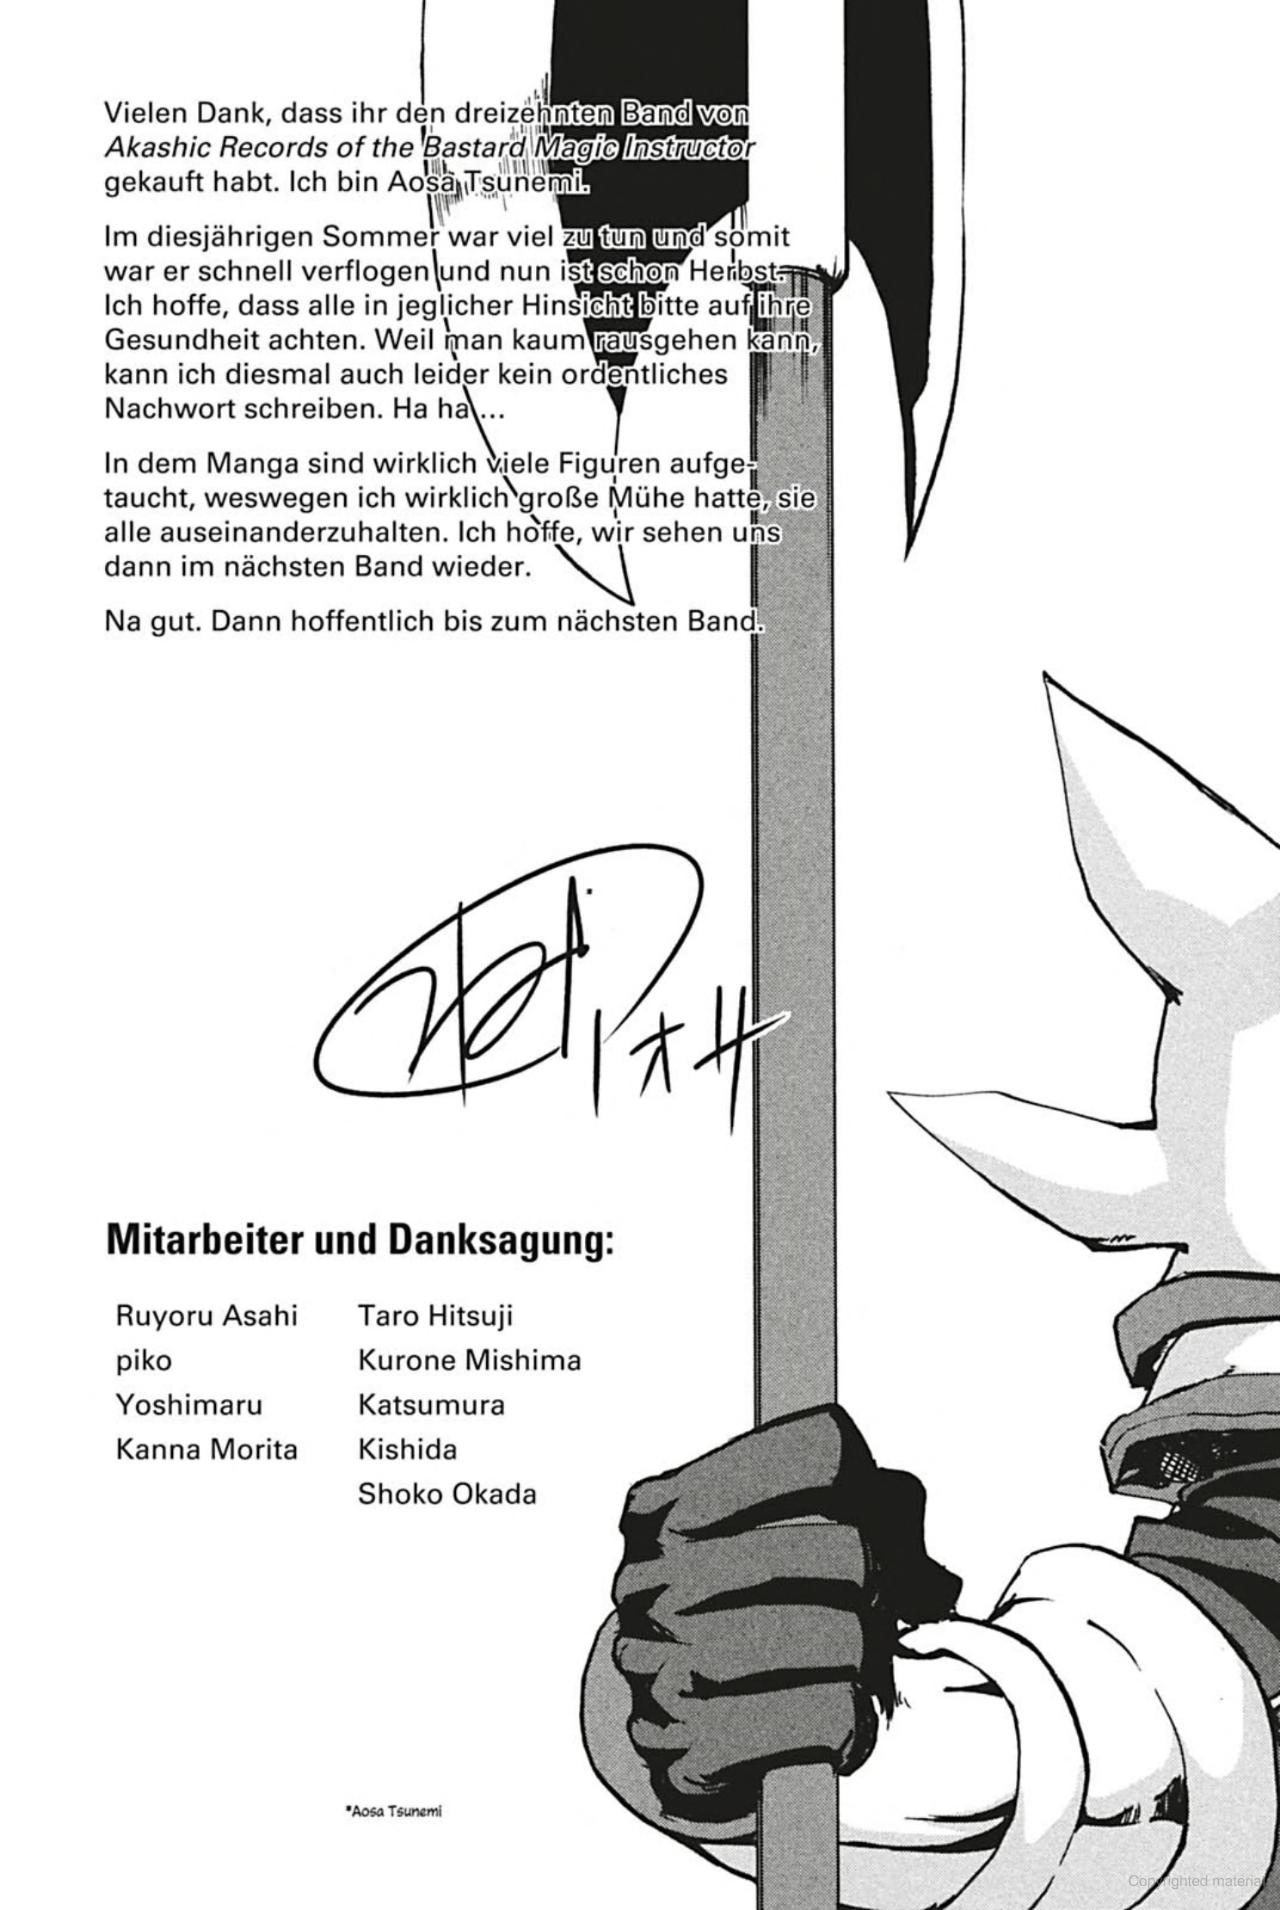 Vielen Dank, dass ihr den dreizehnten Band von
Akashic Records of the Bastard Magic Instructor
gekauft habt. Ich bin Aosa Tsunemi.
Im diesjährigen Sommer war viel zu tun und somit
war er schnell verflogen und nun ist schon Herbst.
Ich hoffe, dass alle in jeglicher Hinsicht bitte auf ihre
Gesundheit achten. Weil man kaum rausgehen kann,
kann ich diesmal auch leider kein ordentliches
Nachwort schreiben. Ha ha …
In dem Manga sind wirklich viele Figuren aufge-
taucht, weswegen ich wirklich große Mühe hatte, sie
alle auseinanderzuhalten. Ich hoffe, wir sehen uns
dann im nächsten Band wieder.
Na gut. Dann hoffentlich bis zum nächsten Band.
Mitarbeiter und Danksagung:
Ruyoru Asahi
piko
Yoshimaru
Kanna Morita
Taro Hitsuji
Kurone Mishima
Katsumura
Kishida
Shoko Okada
*Aosa Tsunemi
Copyrighted material